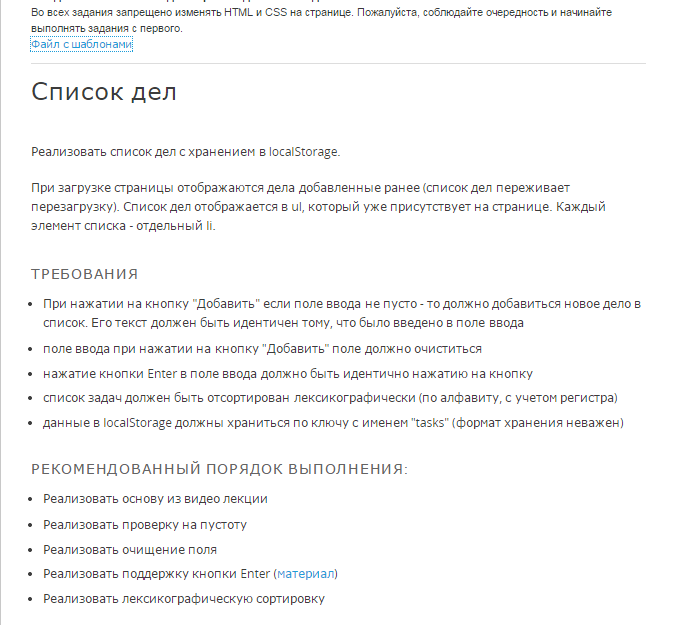 Во всех задания запрещено изменять HTML и CSS на странице. Пожалуйста, соблюдайте очередность и начинайте
выполнять задания с первого.
Файл с шаблонами
Список дел
Реализовать список дел с хранением в localStorage.
При загрузке страницы отображаются дела добавленные ранее (список дел переживает
перезагрузку). Список дел отображается в ul, который уже присутствует на странице. Каждый
элемент списка - отдельный li.
ТРЕБОВАНИЯ
При нажатии на кнопку "Добавить" если поле ввода не пусто - то должно добавиться новое дело в
список. Его текст должен быть идентичен тому, что было введено в поле ввода
поле ввода при нажатии на кнопку "Добавить" поле должно очиститься
нажатие кнопки Enter в поле ввода должно быть идентично нажатию на кнопку
список задач должен быть отсортирован лексикографически (по алфавиту, с учетом регистра)
данные в localStorage должны храниться по ключу с именем "tasks" (формат хранения неважен)
РЕКОМЕНДОВАННЫЙ ПОРЯДОК ВЫПОЛНЕНИЯ:
Реализовать основу из видео лекции
Реализовать проверку на пустоту
Реализовать очищение поля
Реализовать поддержку кнопки Enter (материал)
Реализовать лексикографическую сортировку